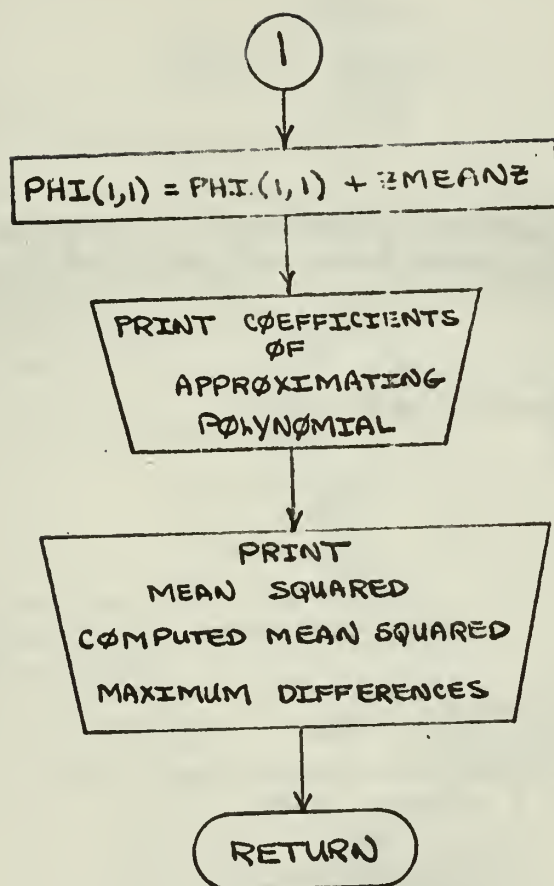 1
PHI(1,1) = PHI.(1,1) + ZMEANZ
PRINT CØEFFICIENTS
ØF
APPRØXIMATING
PØLYNØMIAL
PRINT
MEAN SQUARED
CØMPUTED MEAN SQUARED
MAXIMUM DIFFERENCES
RETURN